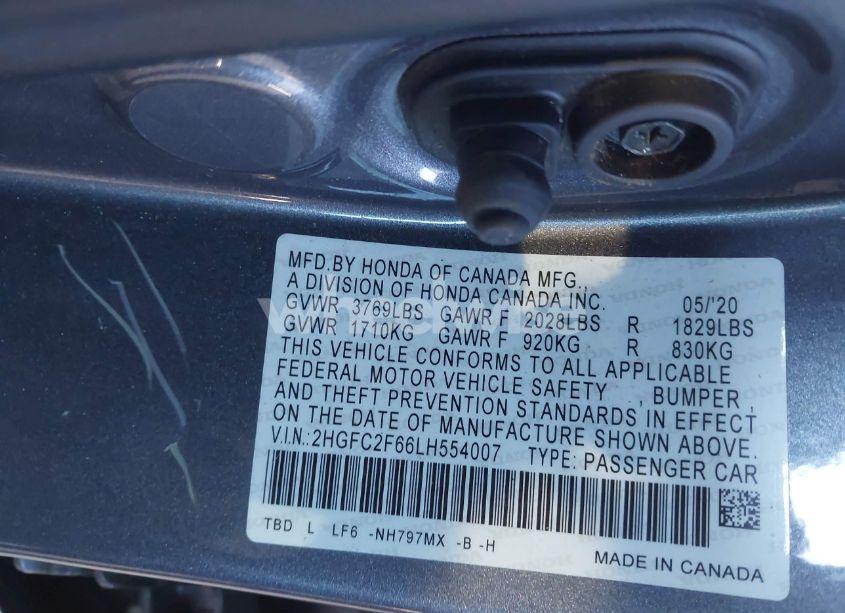 MFD.BY HONDA OF CANADA MFG.,
A DIVISION OF HONDA CANADA INC. 05/'20
GVWR 3769LBS GAWR F 2028LBS R 1829LBS
GVWR 1710KG GAWR F 920KG R 830KG
THIS VEHICLE CONFORMS TO ALL APPLICABLE
FEDERAL MOTOR VEHICLE SAFETY , BUMPER ,
AND THEFT PREVENTION STANDARDS IN EFFECT
ON THE DATE OF MANUFACTURE SHOWN ABOVE.
V.I.N.:2HGFC2F66LH554007 TYPE: PASSENGER CAR
TBD L LF6 -NH797MX -B -H
MADE IN CANADA